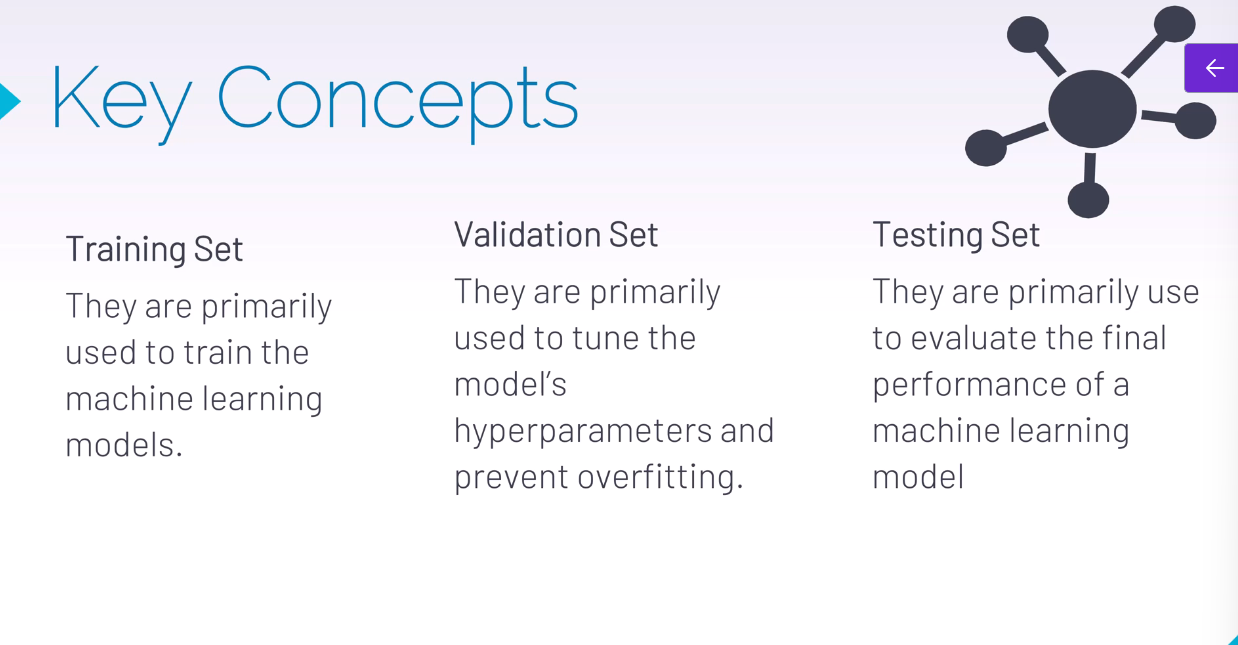 Key Concepts
Training Set
They are primarily
used to train the
machine learning
models.
Validation Set
They are primarily
used to tune the
model’s
hyperparameters and
prevent overfitting.
Testing Set
They are primarily use
to evaluate the final
performance of a
machine learning
model